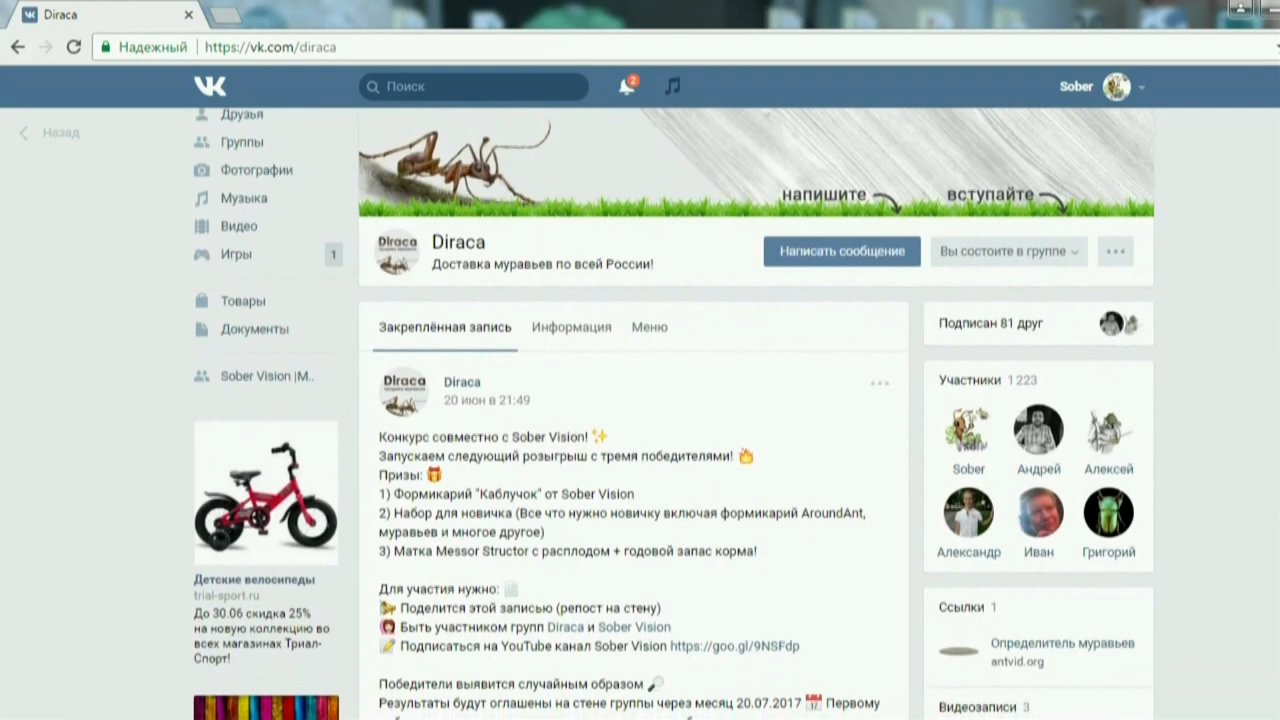 Diraca
Надежный https://vk.com/diraca
Поиск
2
Sober
Назад
Друзья
Группы
Фотографии
Музыка
Видео
Игры 1
Товары
Документы
Sober Vision |М..
Детские велосипеды
trial-sport.ru
До 30.06 скидка 25%
на новую коллекцию во
всех магазинах Триал-
Спорт!
напишите вступайте
Diraca
Diraca
Доставка муравьев по всей России!
Написать сообщение
Вы состоите в группе
Закреплённая запись Информация Меню
Diraca
Diraca
20 июн в 21:49
Конкурс совместно с Sober Vision! ✨
Запускаем следующий розыгрыш с тремя победителями! 🔥
Призы: 🎁
1) Формикарий "Каблучок" от Sober Vision
2) Набор для новичка (Все что нужно новичку включая формикарий AroundAnt,
муравьев и многое другое)
3) Матка Messor Structor с расплодом + годовой запас корма!
Для участия нужно: 📄
📢 Поделится этой записью (репост на стену)
🙆 Быть участником групп Diraca и Sober Vision
📝 Подписаться на YouTube канал Sober Vision https://goo.gl/9NSFdp
Победители выявится случайным образом 🔎
Результаты будут оглашены на стене группы через месяц 20.07.2017 📅 Первому
Подписан 81 друг
Участники 1 223
Sober Андрей Алексей
Александр Иван Григорий
Ссылки 1
Определитель муравьев
antvid.org
Видеозаписи 3